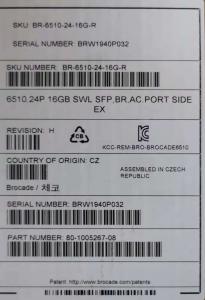 SKU: BR-6510-24-16G-R
SERIAL NUMBER: BRW1940P032
SKU NUMBER: BR-6510-24-16G-R
6510,24P 16GB SWL SFP,BR,AC,PORT SIDE
EX
REVISION: H
CB
KCC-REM-BRO-BROCADE6510
COUNTRY OF ORIGIN: CZ
ASSEMBLED IN CZECH
REPUBLIC
Brocade / 체코
SERIAL NUMBER: BRW1940P032
PART NUMBER: 80-1005267-08
Patent: http://www.brocade.com/patents